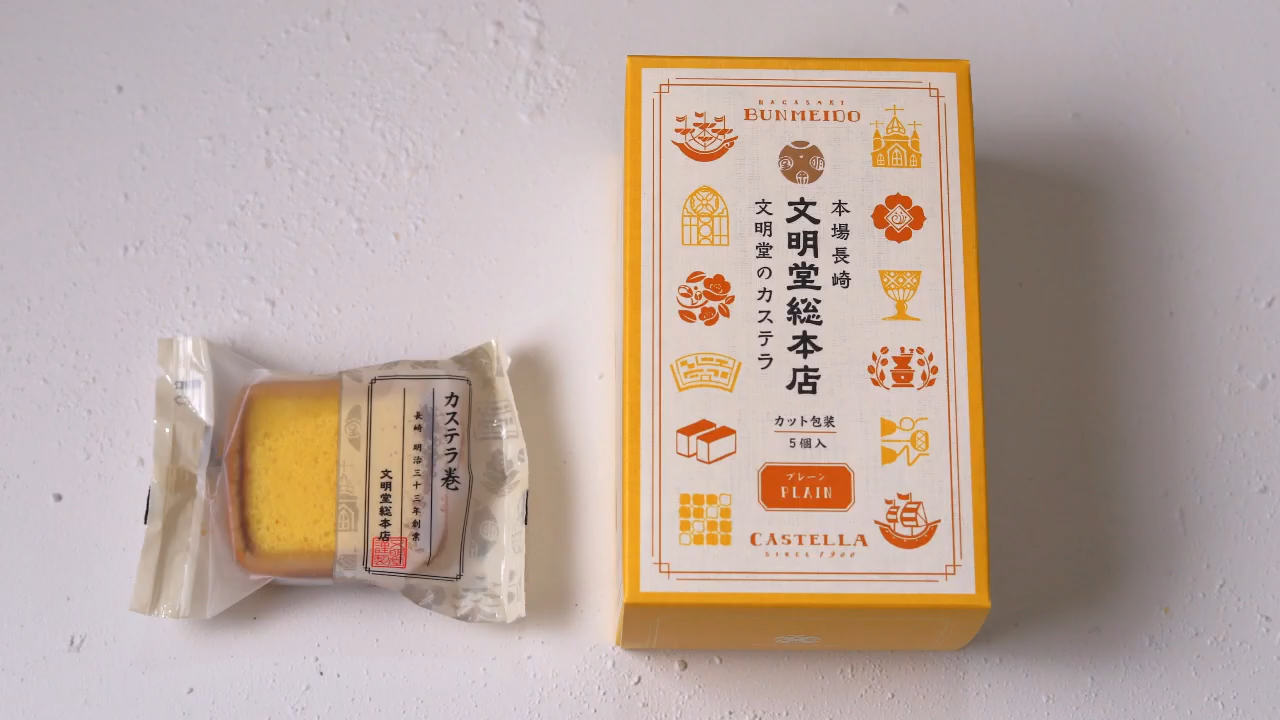 カステラ巻
長崎 明治三十三年創業
文明堂総本店
NAGASAKI
BUNMEIDO
本場長崎
文明堂総本店
文明堂のカステラ
カット包装
5個入
プレーン
PLAIN
CASTELLA
SINCE 1900